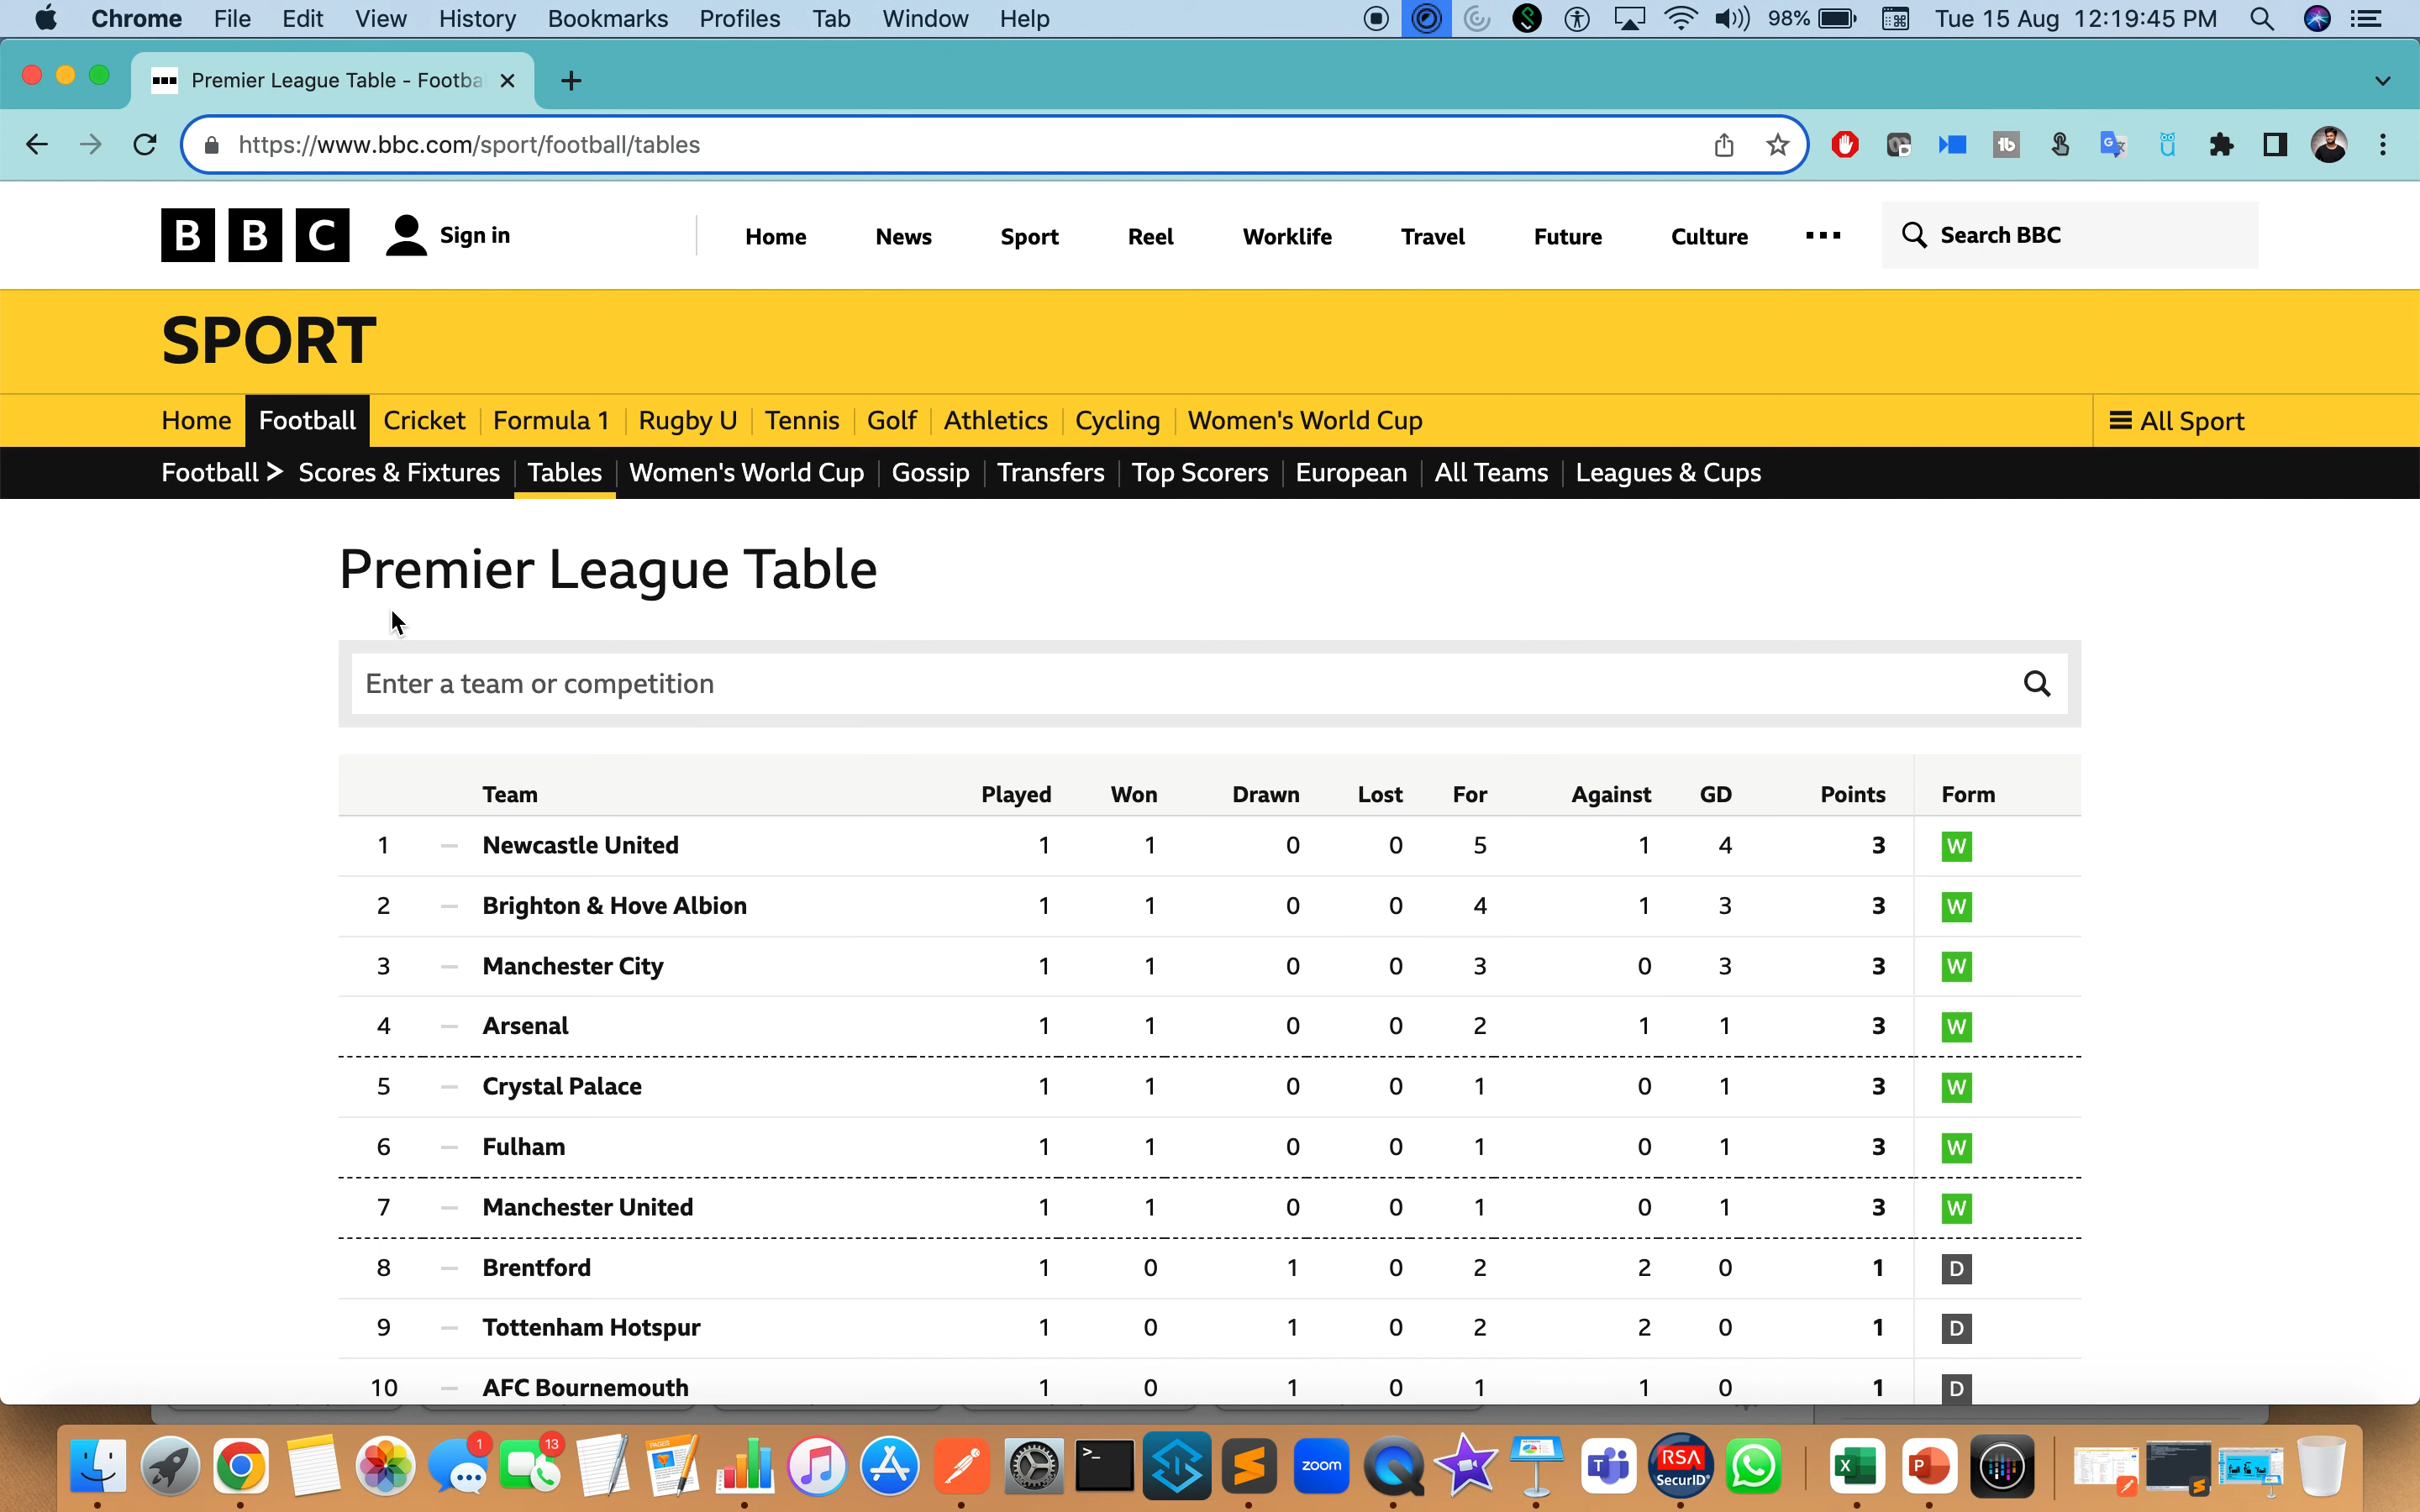 Chrome File Edit View History Bookmarks Profiles Tab Window Help 98% Tue 15 Aug 12:19:45 PM
Premier League Table - Footba
https://www.bbc.com/sport/football/tables
BBC Sign in Home News Sport Reel Worklife Travel Future Culture Search BBC
SPORT
Home Football Cricket Formula 1 Rugby U Tennis Golf Athletics Cycling Women's World Cup All Sport
Football > Scores & Fixtures Tables Women's World Cup Gossip Transfers Top Scorers European All Teams Leagues & Cups
Premier League Table
Enter a team or competition
Team Played Won Drawn Lost For Against GD Points Form
1 – Newcastle United 1 1 0 0 5 1 4 3 W
2 – Brighton & Hove Albion 1 1 0 0 4 1 3 3 W
3 – Manchester City 1 1 0 0 3 0 3 3 W
4 – Arsenal 1 1 0 0 2 1 1 3 W
5 – Crystal Palace 1 1 0 0 1 0 1 3 W
6 – Fulham 1 1 0 0 1 0 1 3 W
7 – Manchester United 1 1 0 0 1 0 1 3 W
8 – Brentford 1 0 1 0 2 2 0 1 D
9 – Tottenham Hotspur 1 0 1 0 2 2 0 1 D
10 – AFC Bournemouth 1 0 1 0 1 1 0 1 D
1 13 PAGES >_ zoom T RSA SecurID X P